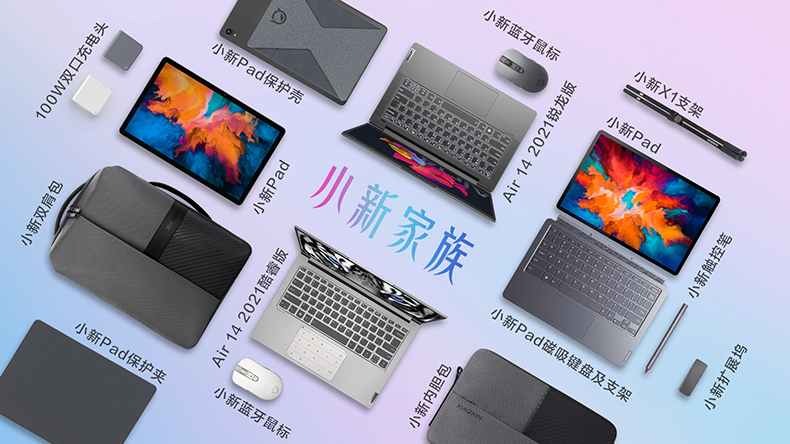 小新Pad保护壳
小新蓝牙鼠标
100W双口充电头
小新X1支架
Air 14 2021锐龙版
小新Pad
小新Pad
小新双肩包
小新家族
小新触控笔
Air 14 2021酷睿版
小新Pad磁吸键盘及支架
小新Pad保护夹
小新蓝牙鼠标
小新内胆包
小新扩展坞
XIAOXIN